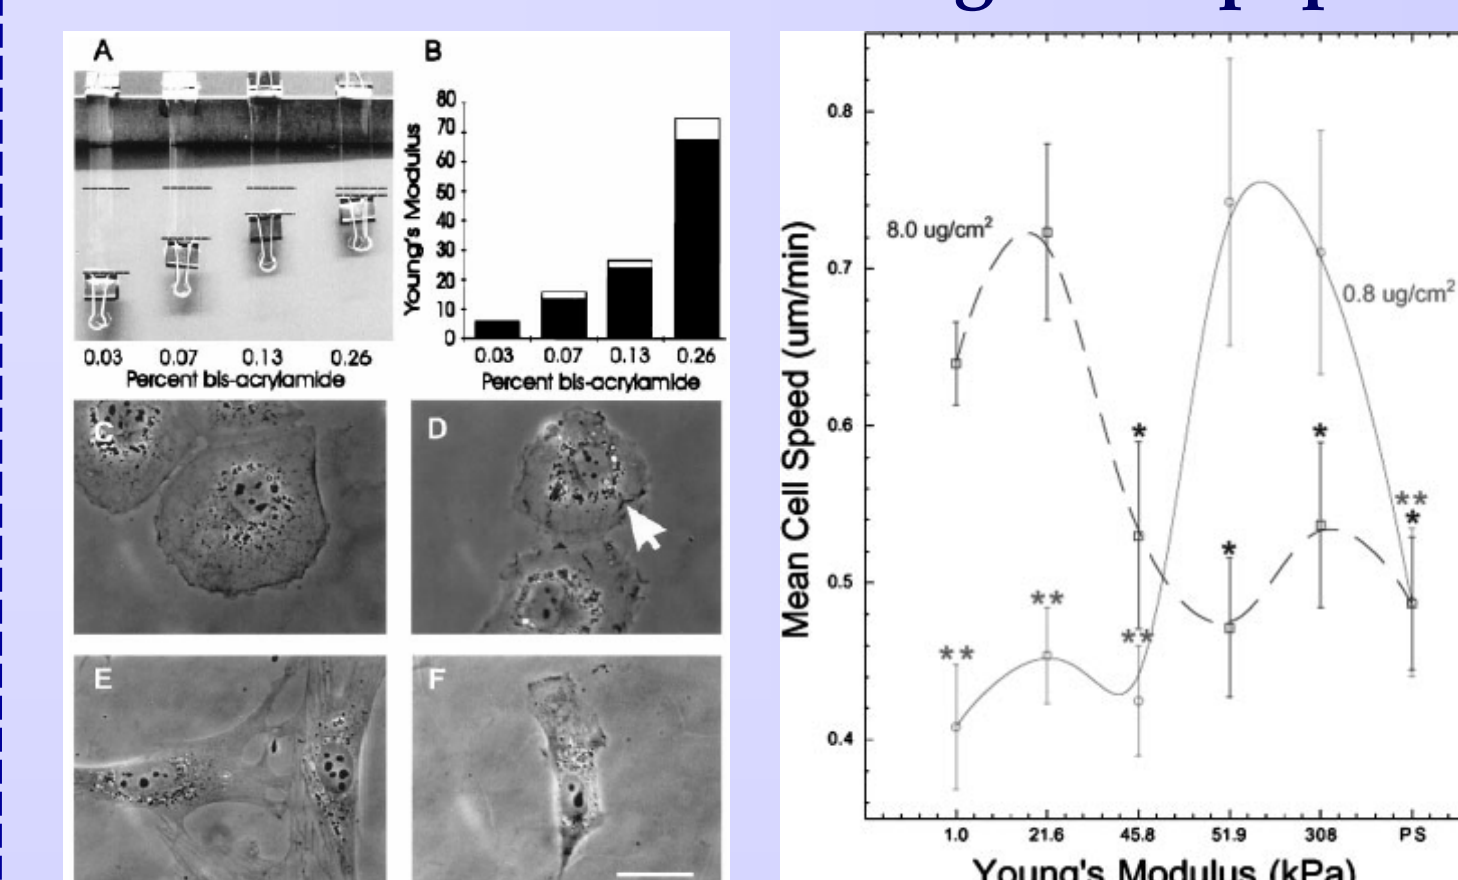 A
B
80
70
60
50
40
30
20
10
0
Young's Modulus
0.03 0.07 0.13 0.26
Percent bis-acrylamide
0.03 0.07 0.13 0.26
Percent bis-acrylamide
C
D
E
F
0.8
0.7
0.6
0.5
0.4
Mean Cell Speed (um/min)
8.0 ug/cm²
0.8 ug/cm²
*
*
*
**
*
**
**
**
1.0 21.6 45.8 51.9 308 PS
Young's Modulus (kPa)